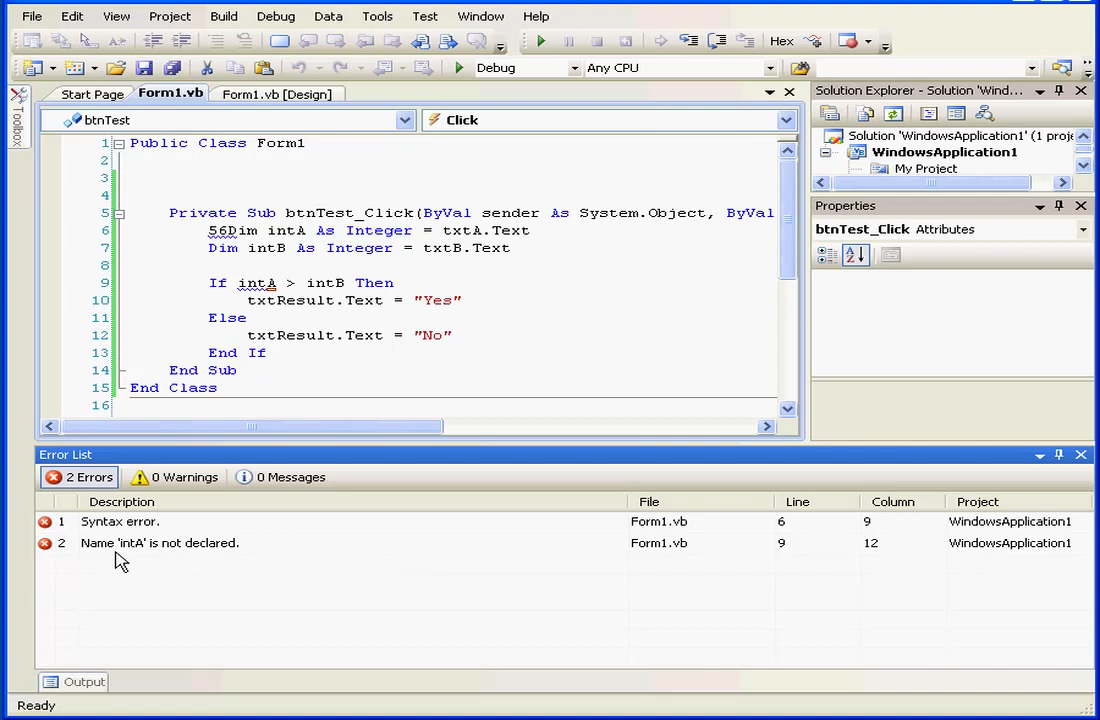 File Edit View Project Build Debug Data Tools Test Window Help
Hex
Debug Any CPU
Toolbox
Start Page Form1.vb Form1.vb [Design]
btnTest Click
1 Public Class Form1
2
3
4
5 Private Sub btnTest_Click(ByVal sender As System.Object, ByVal
6 56Dim intA As Integer = txtA.Text
7 Dim intB As Integer = txtB.Text
8
9 If intA > intB Then
10 txtResult.Text = "Yes"
11 Else
12 txtResult.Text = "No"
13 End If
14 End Sub
15 End Class
16
Solution Explorer - Solution 'Wind...
Solution 'WindowsApplication1' (1 proje
WindowsApplication1
My Project
Properties
btnTest_Click Attributes
Error List
2 Errors 0 Warnings 0 Messages
Description File Line Column Project
1 Syntax error. Form1.vb 6 9 WindowsApplication1
2 Name 'intA' is not declared. Form1.vb 9 12 WindowsApplication1
Output
Ready